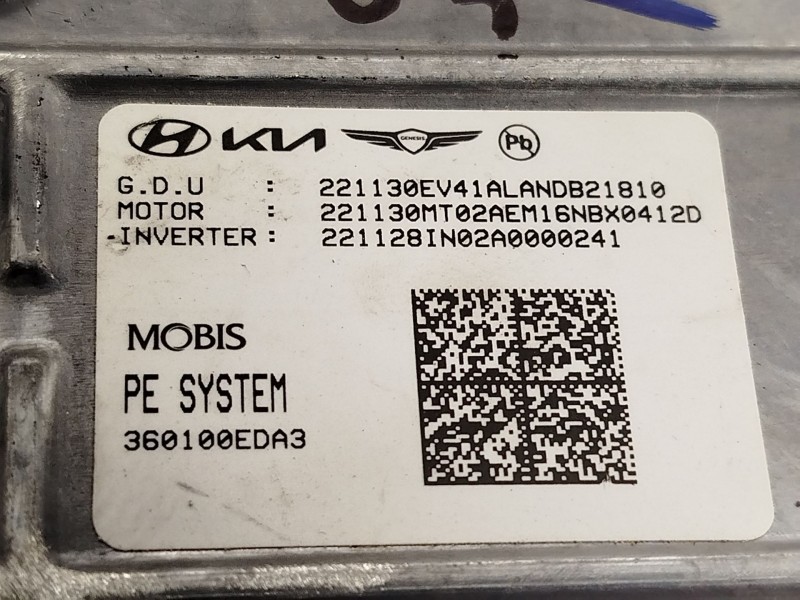 KIA GENESIS Pb
G.D.U : 221130EV41ALANDB21810
MOTOR : 221130MT02AEM16NBX0412D
-INVERTER : 221128IN02A0000241
MOBIS
PE SYSTEM
360100EDA3